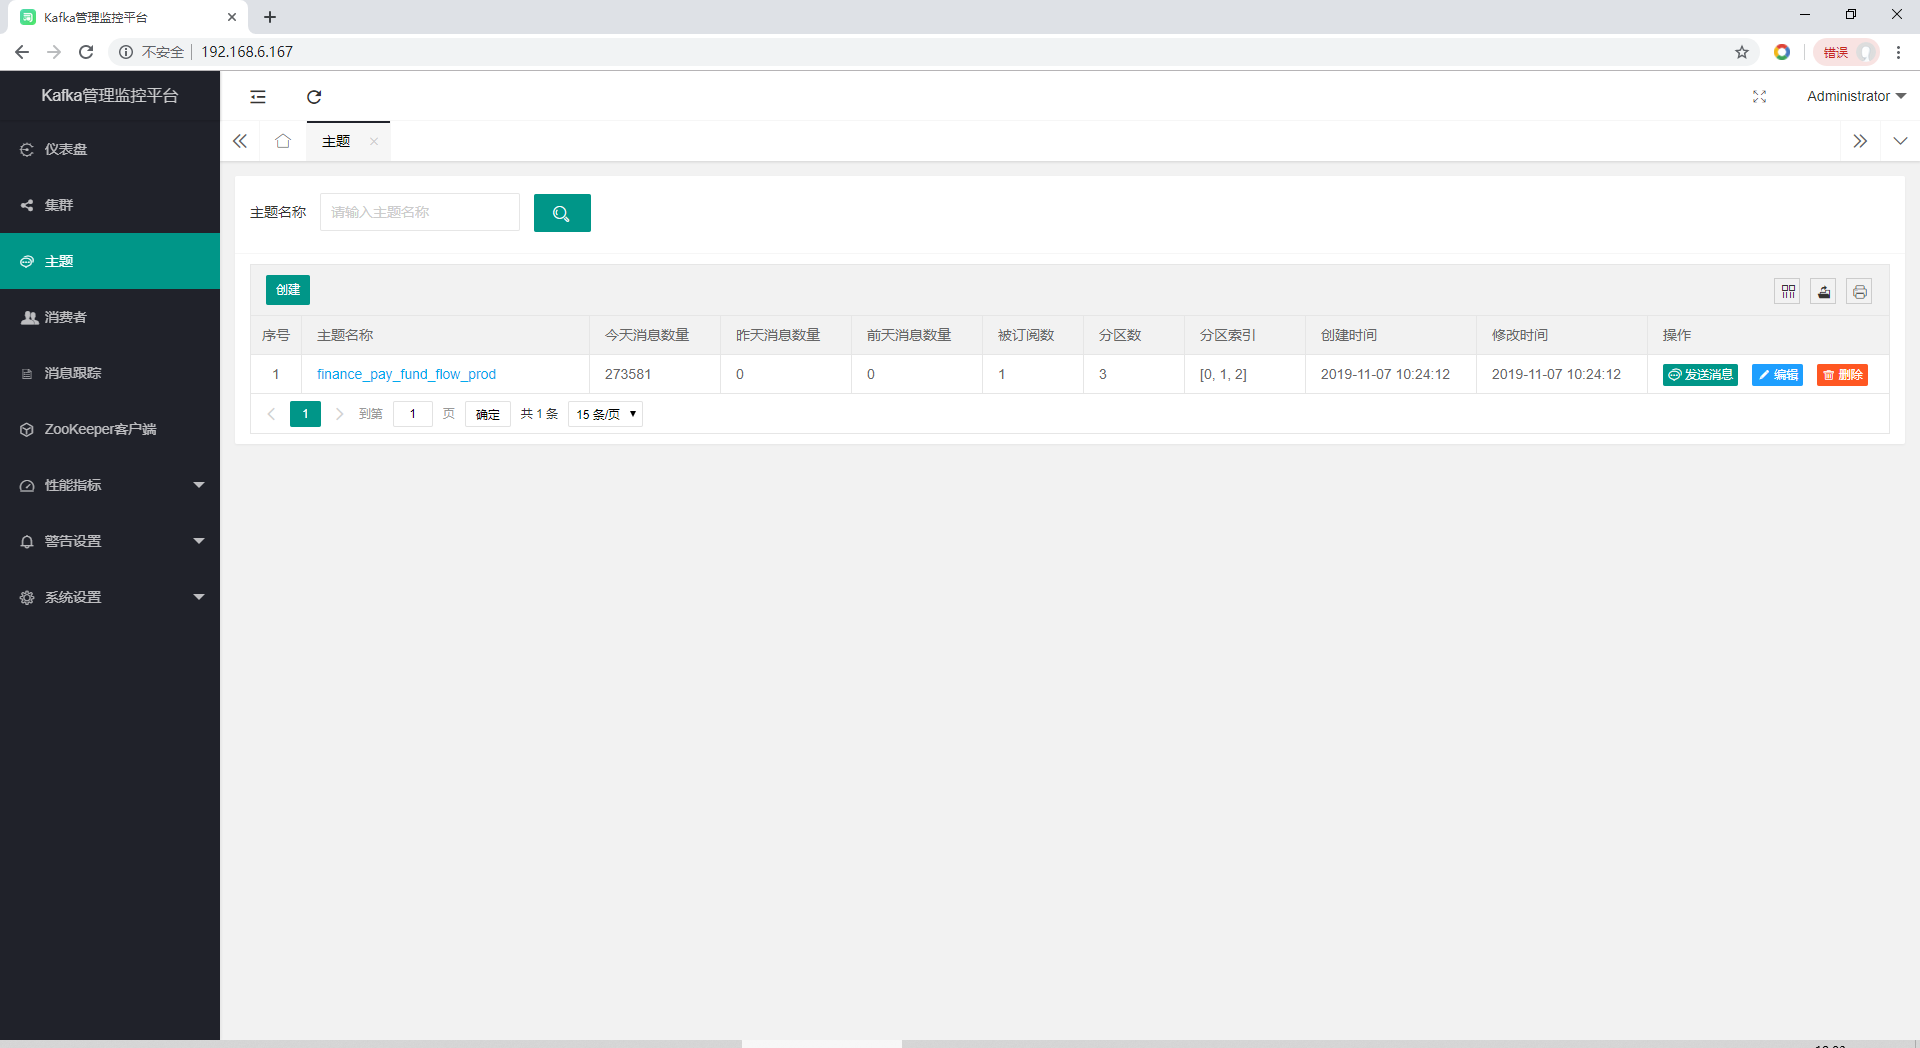 Kafka管理监控平台
不安全 192.168.6.167 错误
Kafka管理监控平台
Administrator
仪表盘
集群
主题
消费者
消息跟踪
ZooKeeper客户端
性能指标
警告设置
系统设置
主题
主题名称 请输入主题名称
创建
序号 主题名称 今天消息数量 昨天消息数量 前天消息数量 被订阅数 分区数 分区索引 创建时间 修改时间 操作
1 finance_pay_fund_flow_prod 273581 0 0 1 3 [0, 1, 2] 2019-11-07 10:24:12 2019-11-07 10:24:12 发送消息 编辑 删除
1 到第 1 页 确定 共 1 条 15 条/页